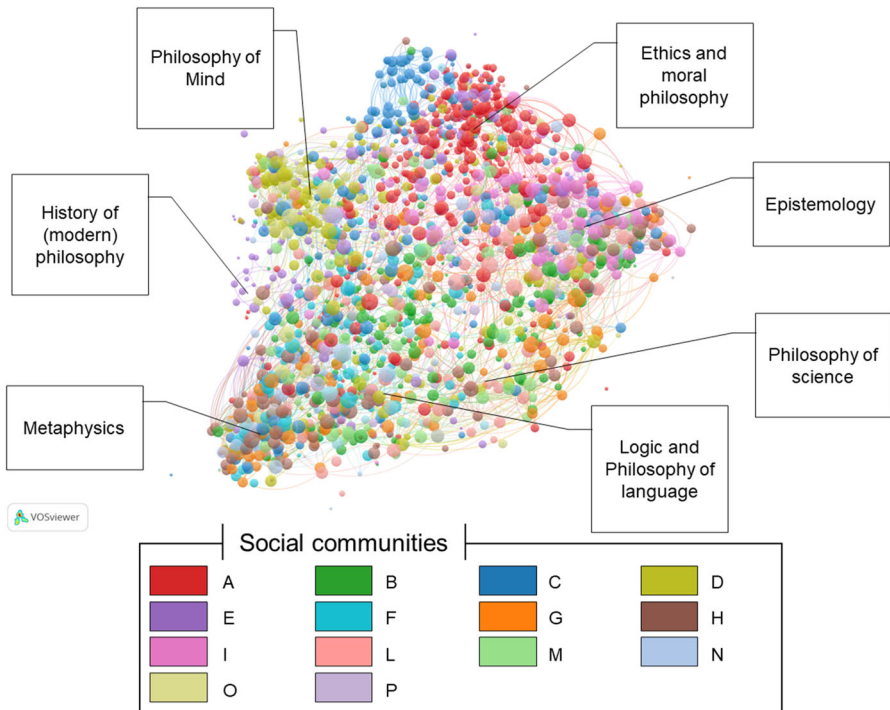 Philosophy of
Mind
Ethics and
moral
philosophy
History of
(modern)
philosophy
Epistemology
Philosophy of
science
Metaphysics
Logic and
Philosophy of
language
VOSviewer
Social communities
A
B
C
D
E
F
G
H
I
L
M
N
O
P